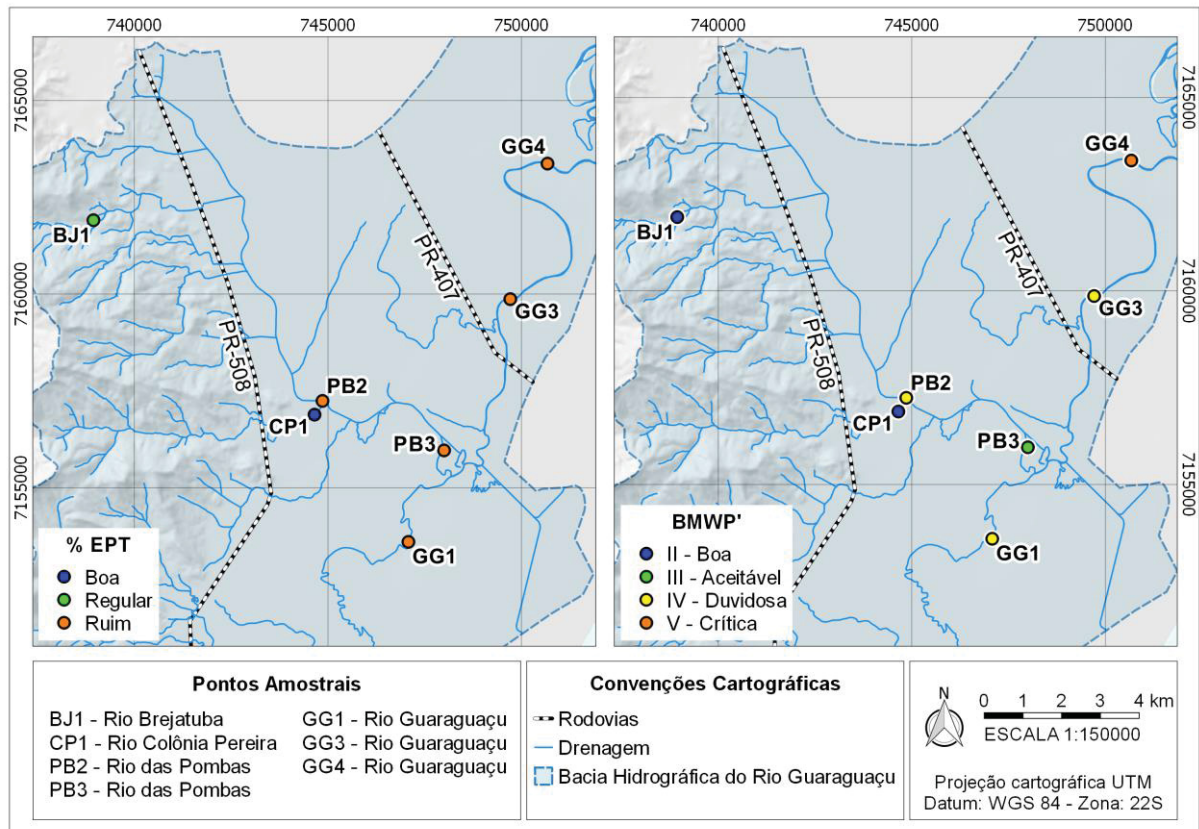 740000
745000
750000
740000
745000
750000
7165000
7160000
7155000
7165000
7160000
7155000
GG4
BJ1
PR-407
GG3
PR-508
PB2
CP1
PB3
GG1
% EPT
Boa
Regular
Ruim
GG4
BJ1
PR-407
GG3
PR-508
PB2
CP1
PB3
GG1
BMWP'
II - Boa
III - Aceitável
IV - Duvidosa
V - Crítica
Pontos Amostrais
BJ1 - Rio Brejatuba
CP1 - Rio Colônia Pereira
PB2 - Rio das Pombas
PB3 - Rio das Pombas
GG1 - Rio Guaraguaçu
GG3 - Rio Guaraguaçu
GG4 - Rio Guaraguaçu
Convenções Cartográficas
Rodovias
Drenagem
Bacia Hidrográfica do Rio Guaraguaçu
N
0 1 2 3 4 km
ESCALA 1:150000
Projeção cartográfica UTM
Datum: WGS 84 - Zona: 22S